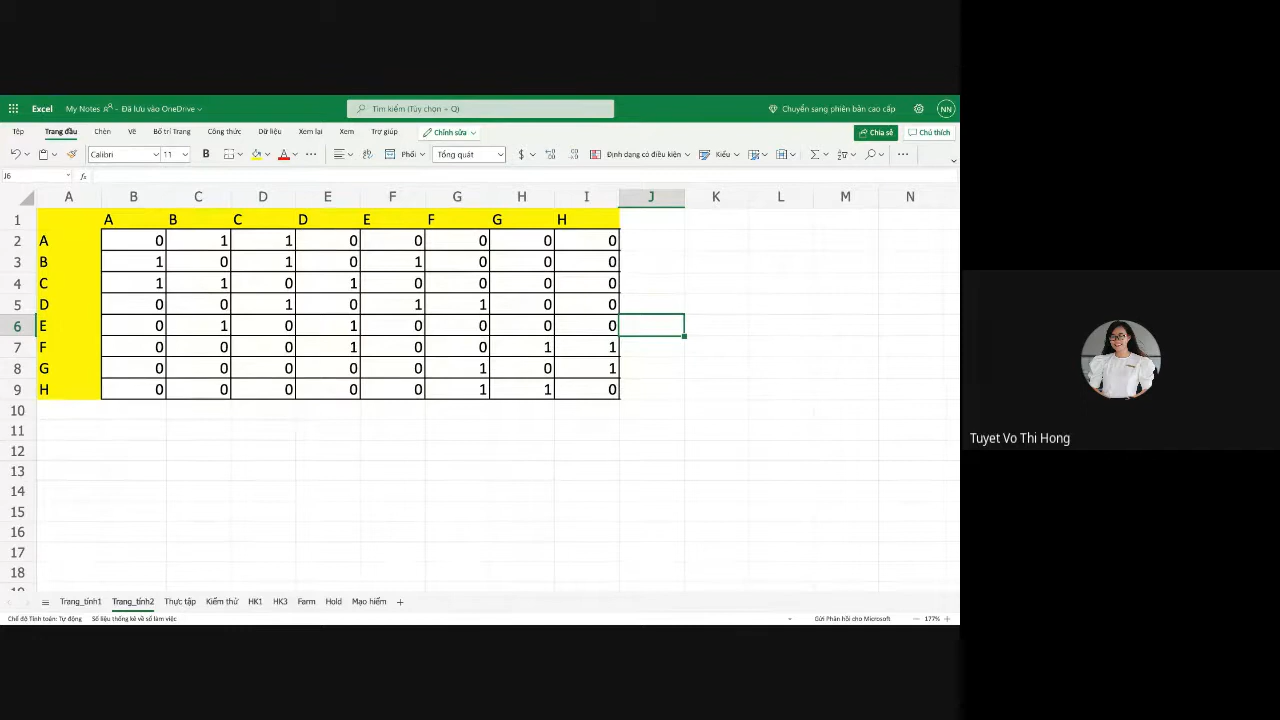 Excel My Notes - Đã lưu vào OneDrive Tìm kiếm (Tùy chọn + Q) Chuyển sang phiên bản cao cấp NN
Tệp Trang đầu Chèn Vẽ Bố trí Trang Công thức Dữ liệu Xem lại Xem Trợ giúp Chỉnh sửa Chia sẻ Chú thích
Calibri 11 B A Phối Tổng quát $ Định dạng có điều kiện Kiểu
J6 fx
A B C D E F G H I J K L M N
1 A B C D E F G H
2 A 0 1 1 0 0 0 0 0
3 B 1 0 1 0 1 0 0 0
4 C 1 1 0 1 0 0 0 0
5 D 0 0 1 0 1 1 0 0
6 E 0 1 0 1 0 0 0 0
7 F 0 0 0 1 0 0 1 1
8 G 0 0 0 0 0 1 0 1
9 H 0 0 0 0 0 1 1 0
10
11
12
13
14
15
16
17
18
Tuyet Vo Thi Hong
Trang_tính1 Trang_tính2 Thực tập Kiểm thử HK1 HK3 Farm Hold Mạo hiểm +
Chế độ Tính toán: Tự động Số liệu thống kê về sổ làm việc Gửi Phản hồi cho Microsoft 177%